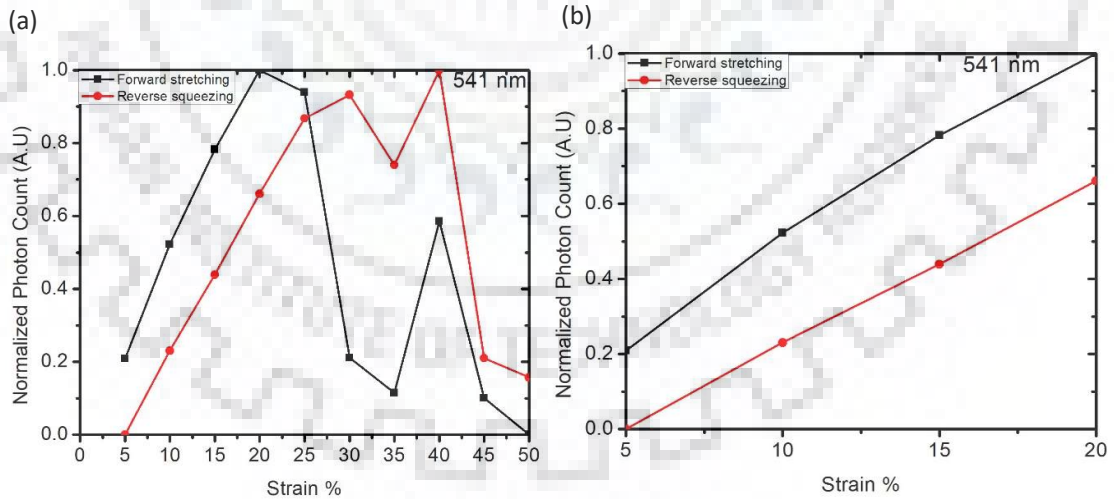 (a)
Forward stretching
Reverse squeezing
541 nm
1.0
0.8
0.6
0.4
0.2
0.0
0 5 10 15 20 25 30 35 40 45 50
Normalized Photon Count (A.U)
Strain %
(b)
Forward stretching
Reverse squeezing
541 nm
1.0
0.8
0.6
0.4
0.2
0.0
5 10 15 20
Normalized Photon Count (A.U)
Strain %